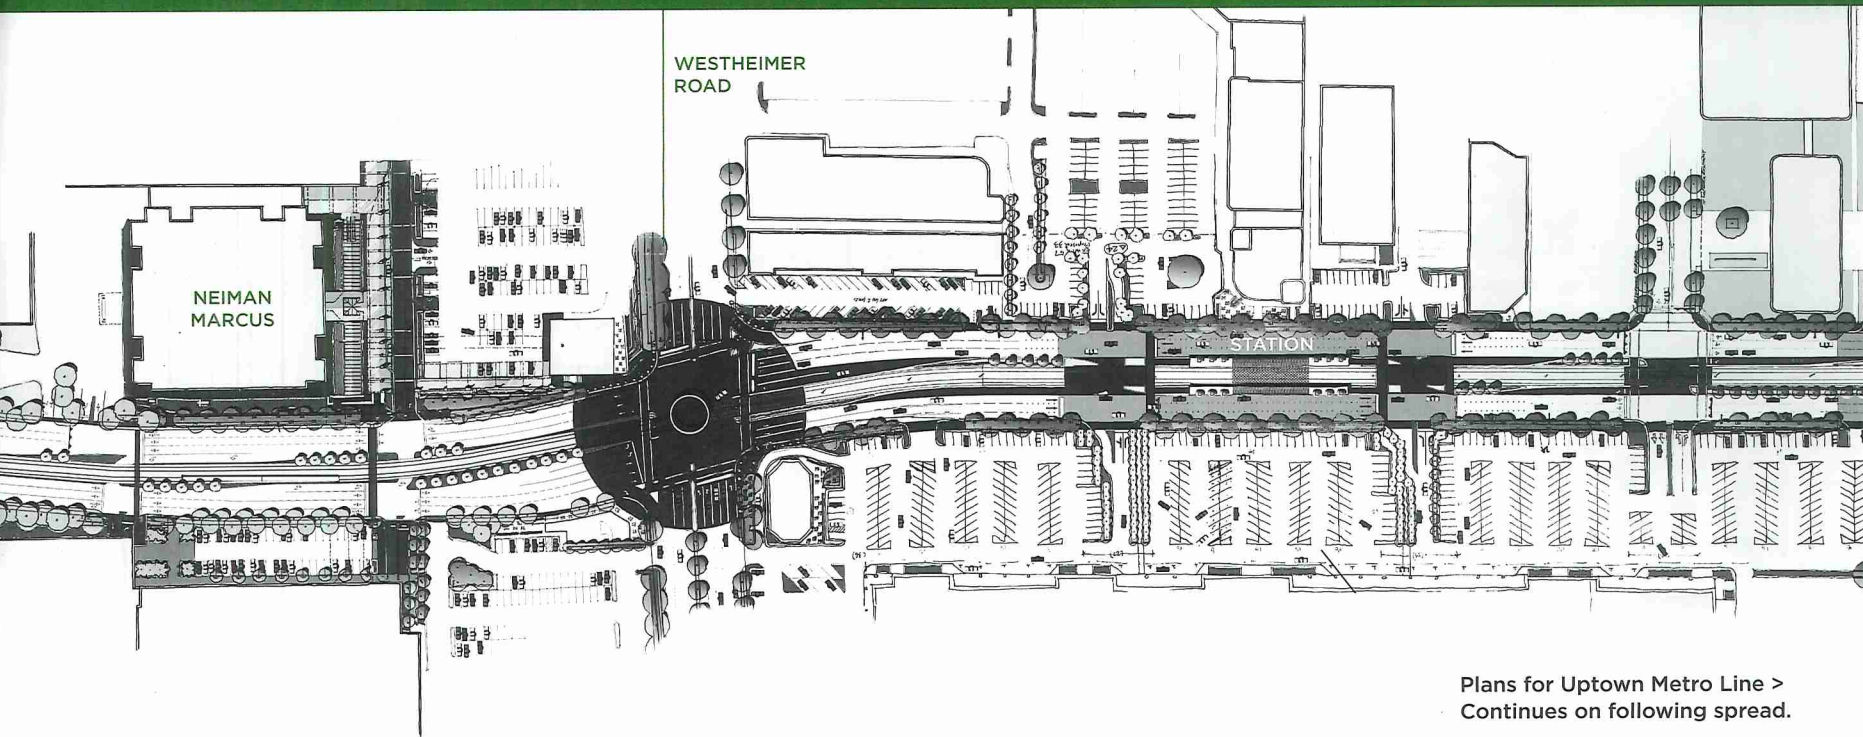 WESTHEIMER
ROAD
NEIMAN
MARCUS
STATION
Plans for Uptown Metro Line >
Continues on following spread.